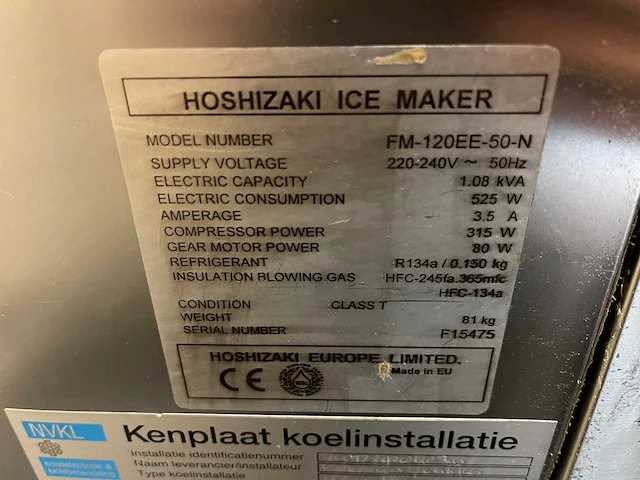 HOSHIZAKI ICE MAKER
MODEL NUMBER FM-120EE-50-N
SUPPLY VOLTAGE 220-240V ~ 50Hz
ELECTRIC CAPACITY 1.08 kVA
ELECTRIC CONSUMPTION 525 W
AMPERAGE 3.5 A
COMPRESSOR POWER 315 W
GEAR MOTOR POWER 80 W
REFRIGERANT R134a / 0.150 kg
INSULATION BLOWING GAS HFC-245fa.365mfc
HFC-134a
CONDITION CLASS T
WEIGHT 81 kg
SERIAL NUMBER F15475
HOSHIZAKI EUROPE LIMITED.
CE Made in EU
NVKL Kenplaat koelinstallatie
Installatie identificatienummer
koudetechniek & Naam leverancier/installateur
luchtbehandeling Type koelinstallatie